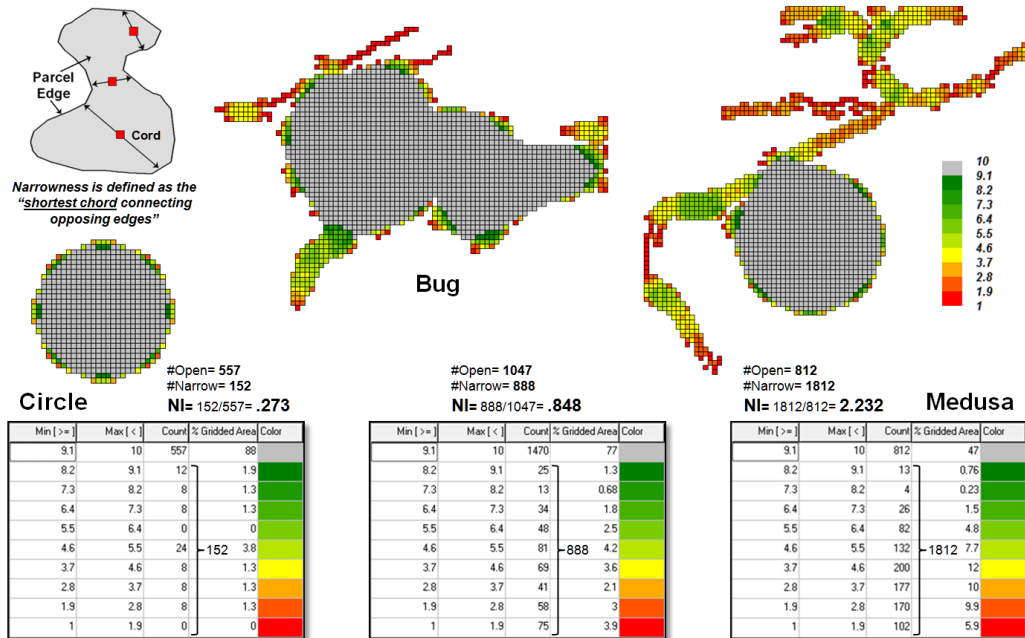 Parcel
Edge
Cord
Narrowness is defined as the
"shortest chord connecting
opposing edges"
Bug
10
9.1
8.2
7.3
6.4
5.5
4.6
3.7
2.8
1.9
1
#Open= 557
#Narrow= 152
Circle
NI= 152/557= .273
#Open= 1047
#Narrow= 888
NI= 888/1047= .848
#Open= 812
#Narrow= 1812
NI= 1812/812= 2.232
Medusa
Min [ >= ] Max [ < ] Count % Gridded Area Color
9.1 10 557 88
8.2 9.1 12 1.9
7.3 8.2 8 1.3
6.4 7.3 8 1.3
5.5 6.4 0 0
4.6 5.5 24 152 3.8
3.7 4.6 8 1.3
2.8 3.7 8 1.3
1.9 2.8 8 1.3
1 1.9 0 0
Min [ >= ] Max [ < ] Count % Gridded Area Color
9.1 10 1470 77
8.2 9.1 25 1.3
7.3 8.2 13 0.68
6.4 7.3 34 1.8
5.5 6.4 48 2.5
4.6 5.5 81 888 4.2
3.7 4.6 69 3.6
2.8 3.7 41 2.1
1.9 2.8 58 3
1 1.9 75 3.9
Min [ >= ] Max [ < ] Count % Gridded Area Color
9.1 10 812 47
8.2 9.1 13 0.76
7.3 8.2 4 0.23
6.4 7.3 26 1.5
5.5 6.4 82 4.8
4.6 5.5 132 1812 7.7
3.7 4.6 200 12
2.8 3.7 177 10
1.9 2.8 170 9.9
1 1.9 102 5.9